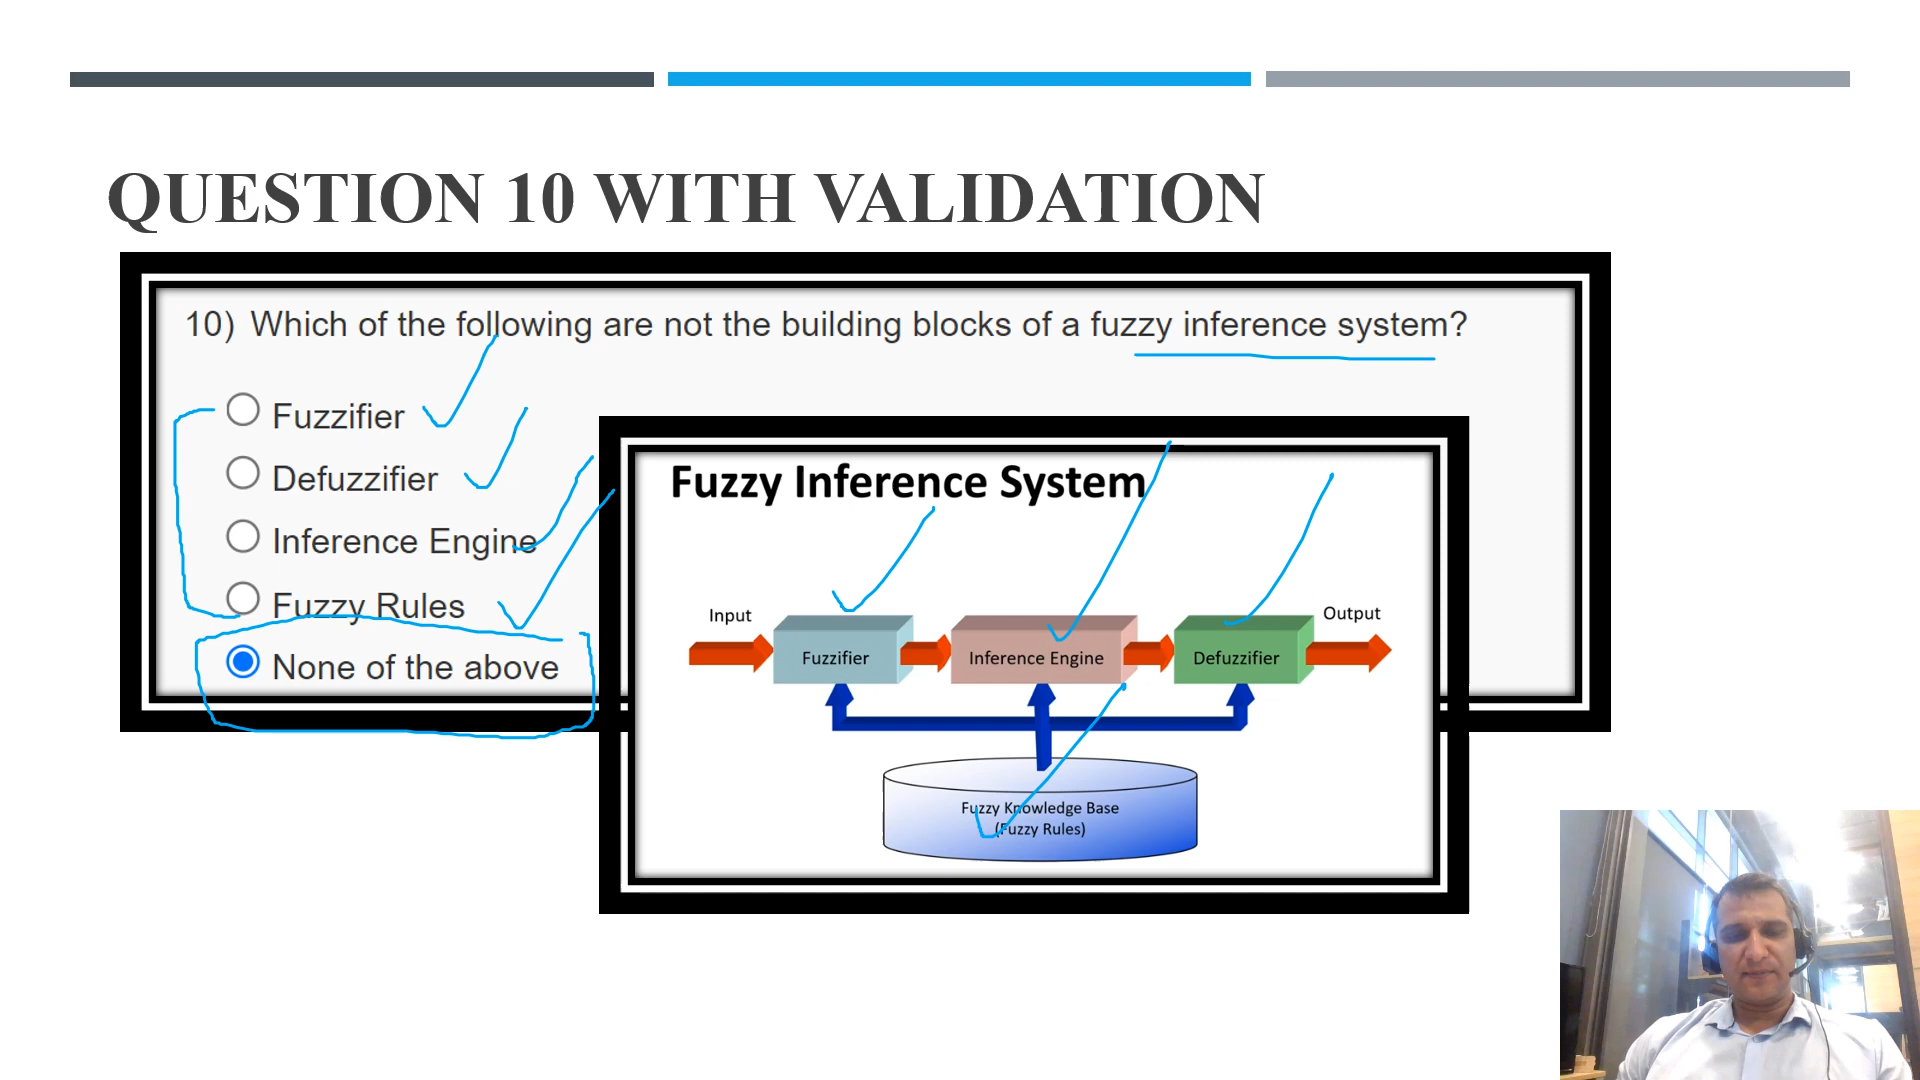 QUESTION 10 WITH VALIDATION
10) Which of the following are not the building blocks of a fuzzy inference system?
Fuzzifier
Defuzzifier
Inference Engine
Fuzzy Rules
None of the above
Fuzzy Inference System
Input
Fuzzifier
Inference Engine
Defuzzifier
Output
Fuzzy Knowledge Base
(Fuzzy Rules)